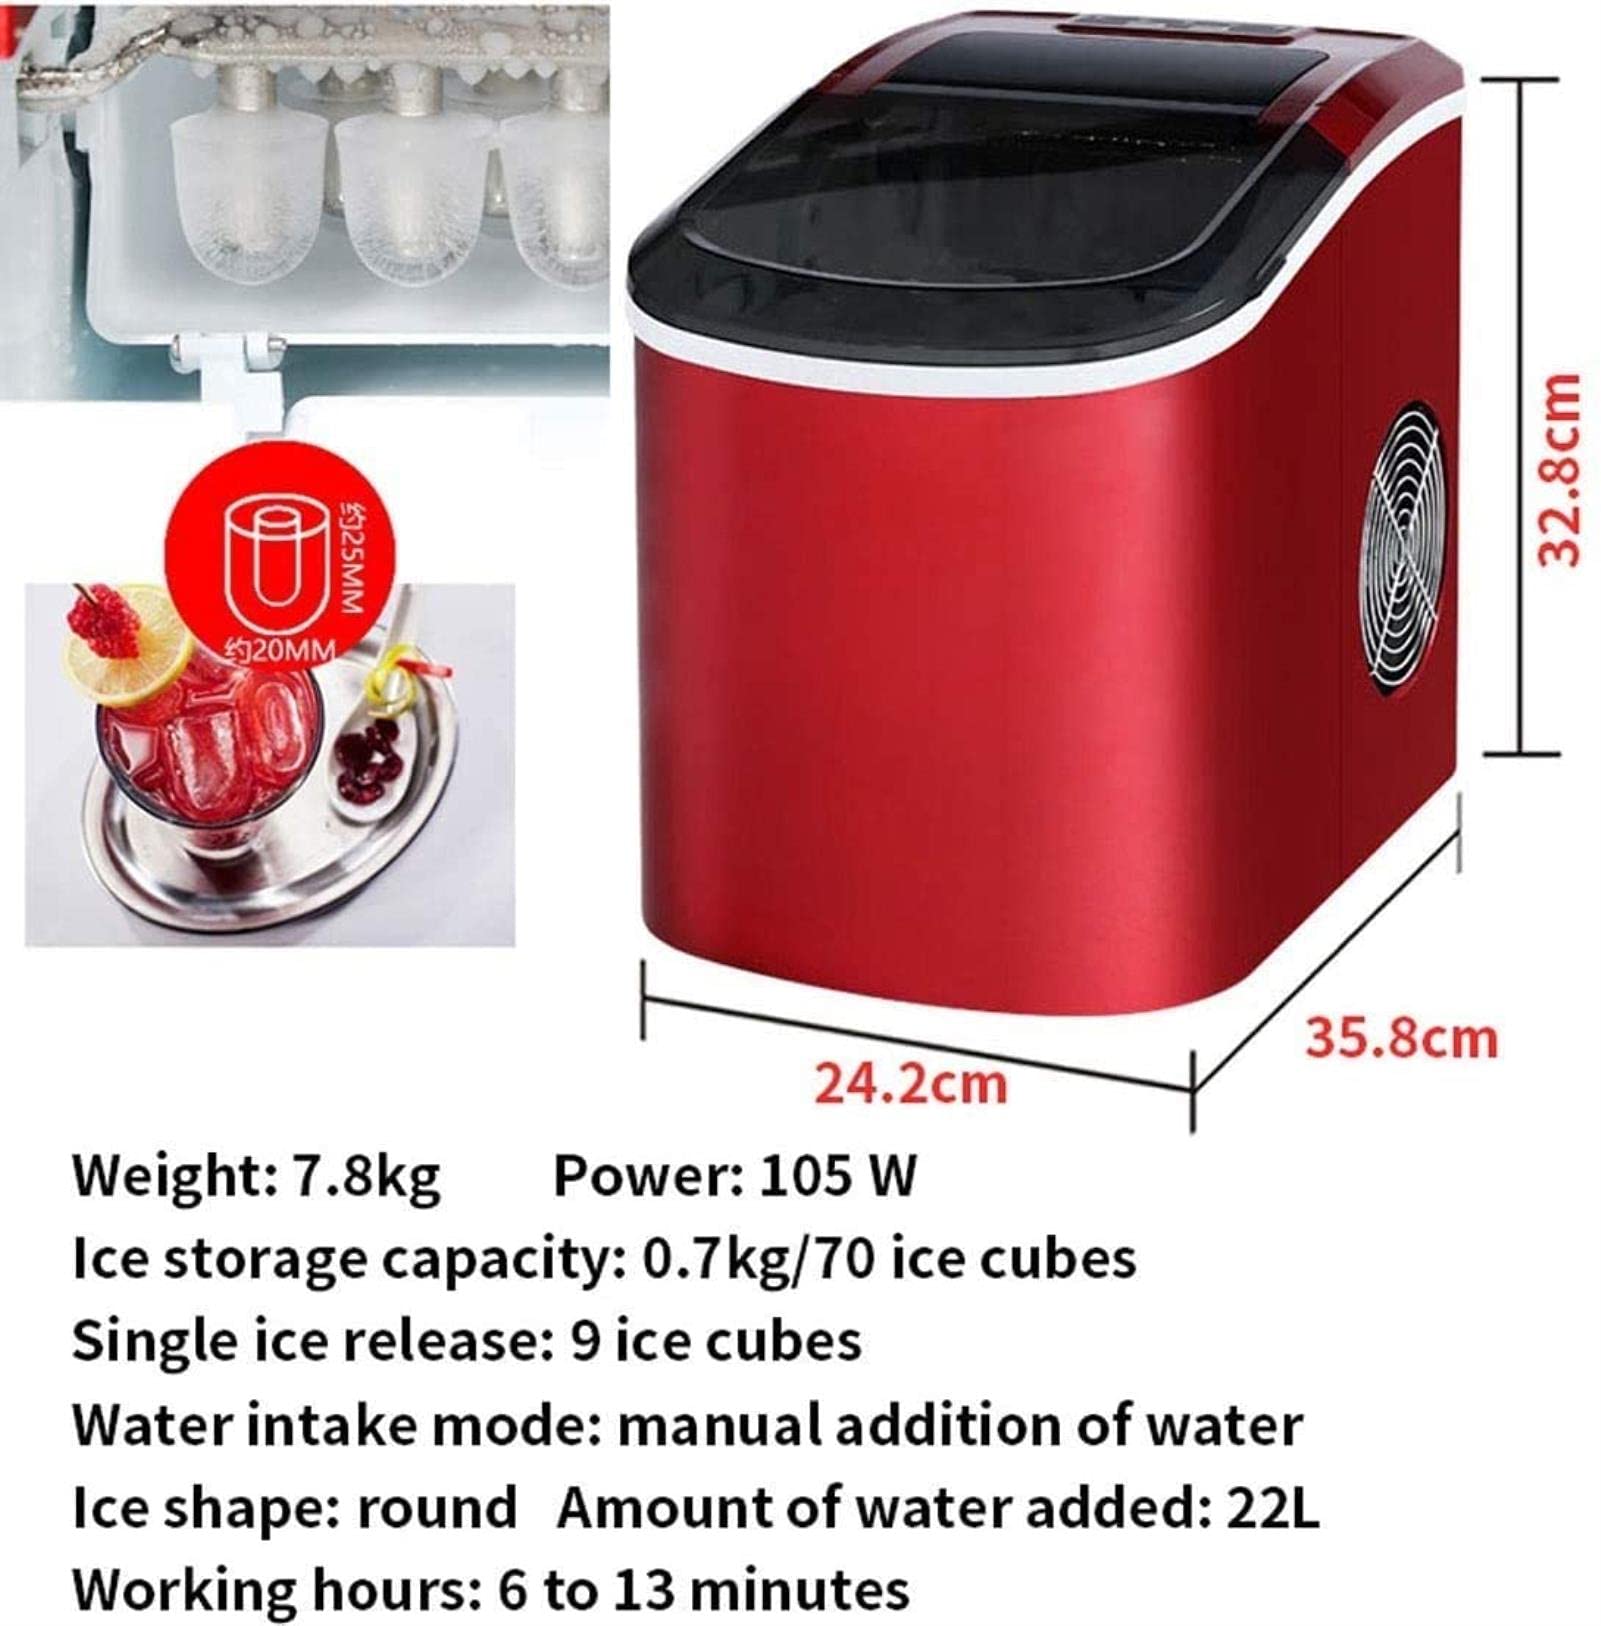 约25MM
约20MM
32.8cm
35.8cm
24.2cm
Weight: 7.8kg Power: 105 W
Ice storage capacity: 0.7kg/70 ice cubes
Single ice release: 9 ice cubes
Water intake mode: manual addition of water
Ice shape: round Amount of water added: 22L
Working hours: 6 to 13 minutes